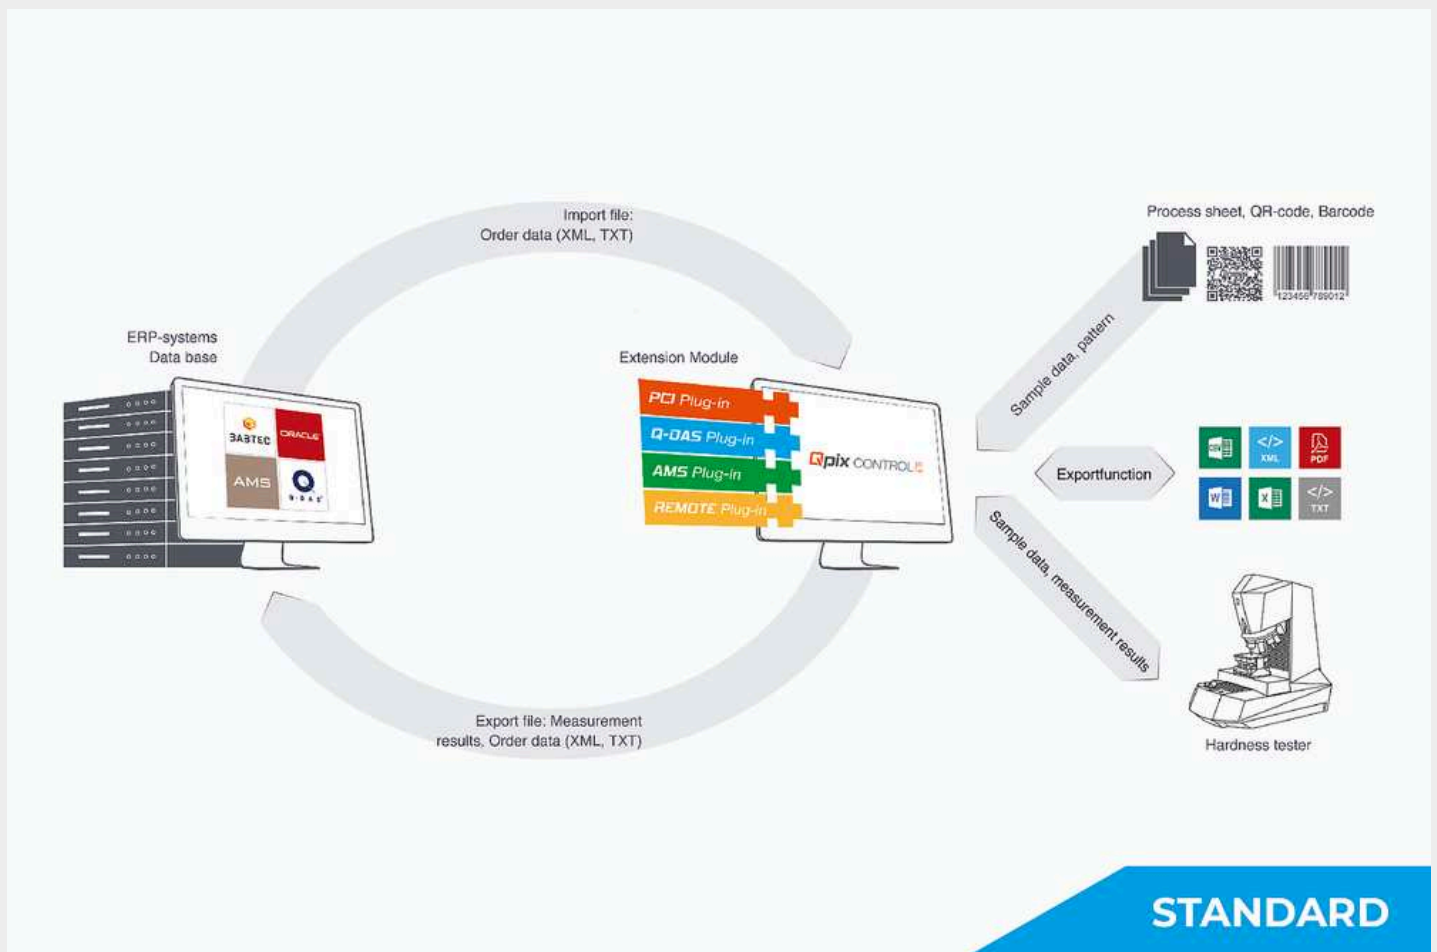 Import file:
Order data (XML, TXT)
Process sheet, QR-code, Barcode
123456 789012
ERP-systems
Data base
BABTEC
ORACLE
AMS
Q-DAS
Extension Module
PCI Plug-in
Q-DAS Plug-in
AMS Plug-in
REMOTE Plug-in
Qpix CONTROL
Sample data, pattern
Exportfunction
XML
PDF
W
X
TXT
Sample data, measurement results
Export file: Measurement
results, Order data (XML, TXT)
Hardness tester
STANDARD